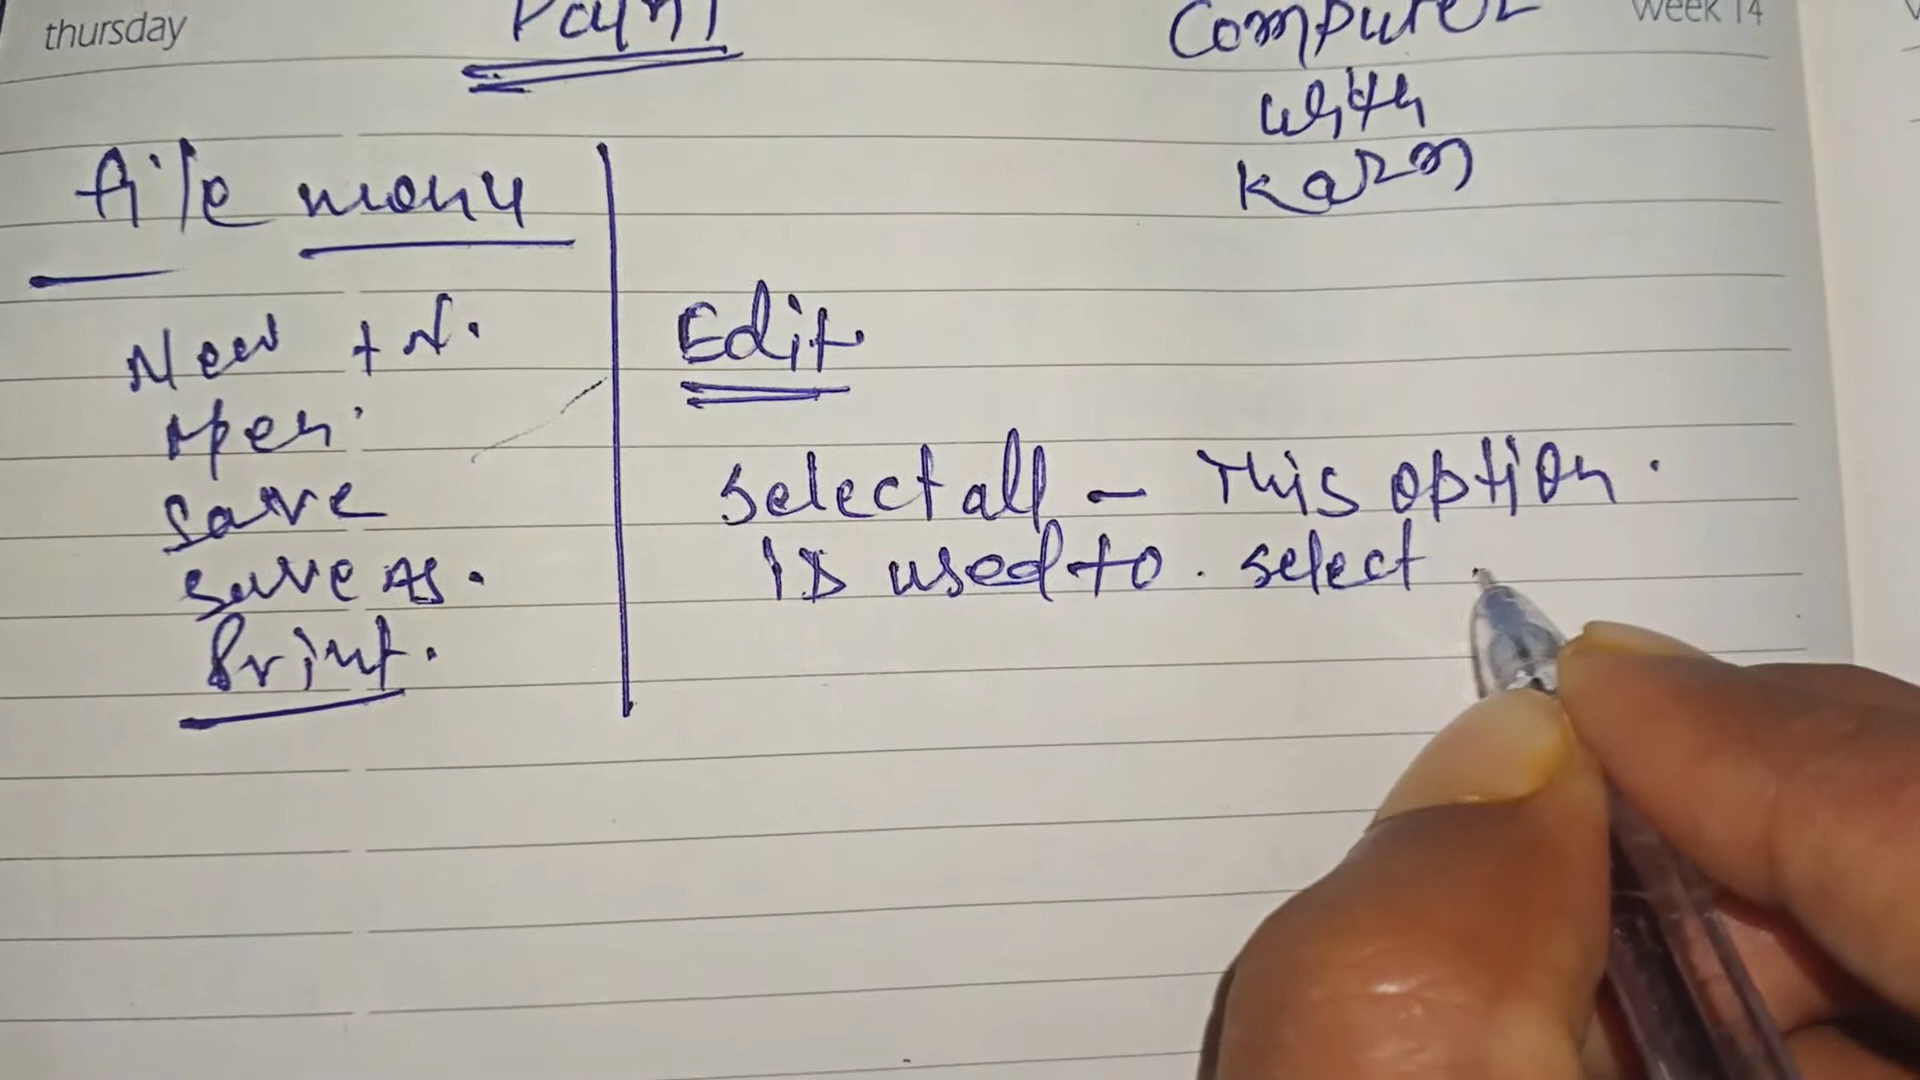 thursday
Paint
Computer
with
Karn
week 14
file menu
New + N.
open.
Save
Save As.
Print.
Edit.
Select all – This option.
is used to. select